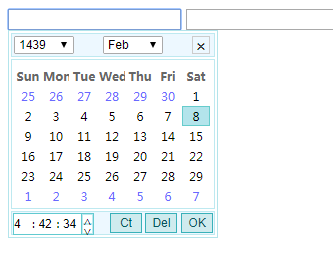 1439 Feb ×
Sun Mon Tue Wed Thu Fri Sat
25 26 27 28 29 30 1
2 3 4 5 6 7 8
9 10 11 12 13 14 15
16 17 18 19 20 21 22
23 24 25 26 27 28 29
1 2 3 4 5 6 7
4 : 42 : 34 Ct Del OK